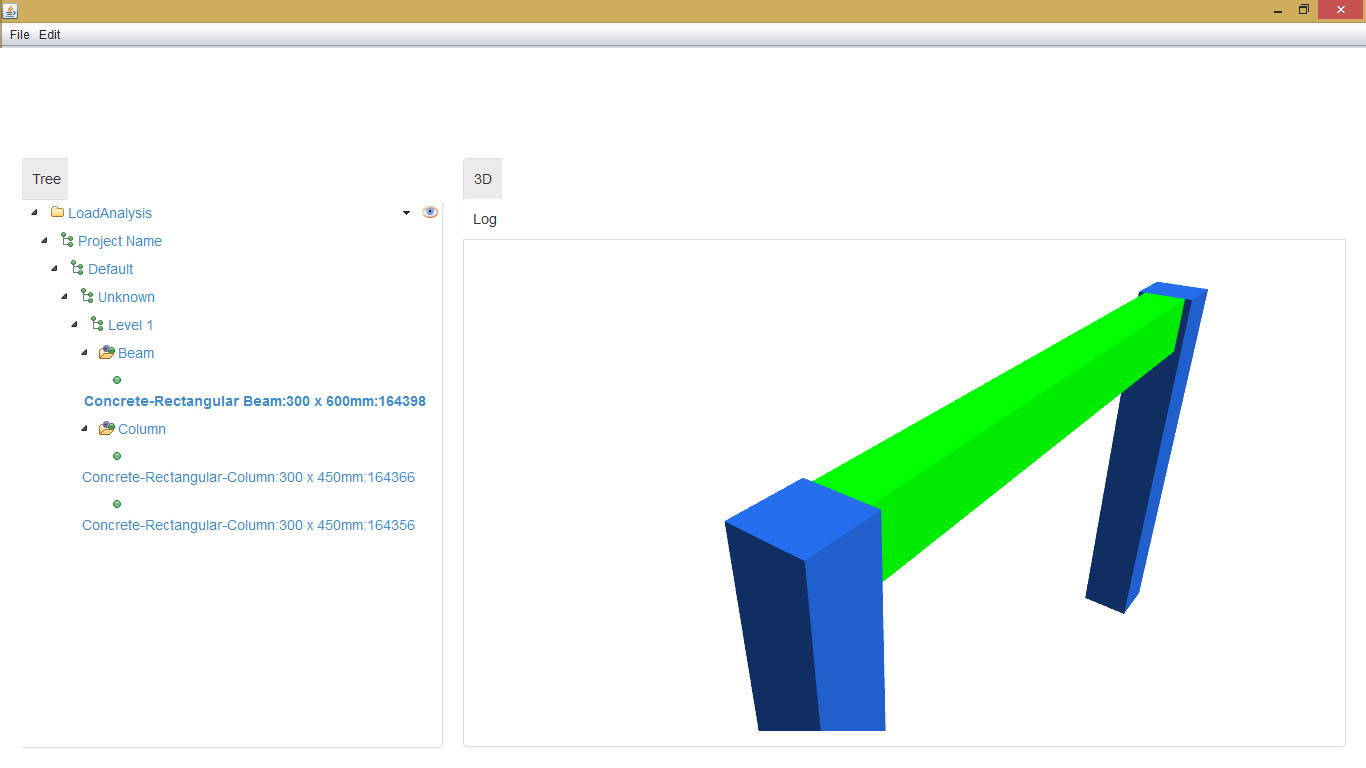 File Edit
Tree
LoadAnalysis
Project Name
Default
Unknown
Level 1
Beam
Concrete-Rectangular Beam:300 x 600mm:164398
Column
Concrete-Rectangular-Column:300 x 450mm:164366
Concrete-Rectangular-Column:300 x 450mm:164356
3D
Log